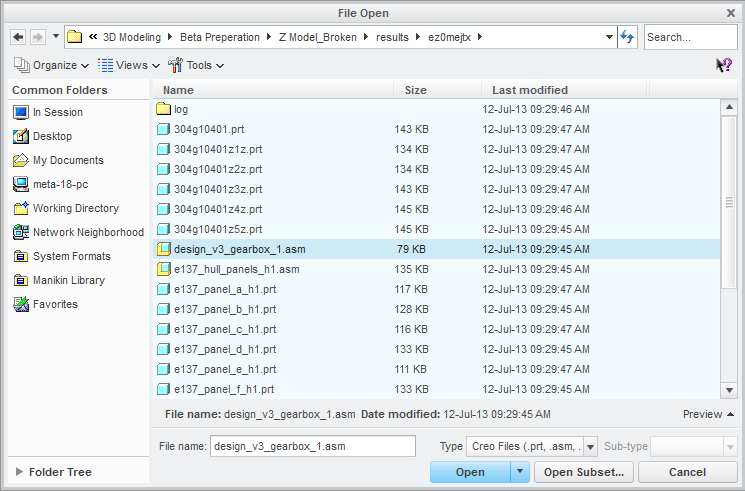 File Open
« 3D Modeling Beta Preperation Z Model_Broken results ez0mejtx Search...
Organize Views Tools
Common Folders
In Session
Desktop
My Documents
meta-18-pc
Working Directory
Network Neighborhood
System Formats
Manikin Library
Favorites
Folder Tree
Name Size Last modified
log 12-Jul-13 09:29:46 AM
304g10401.prt 143 KB 12-Jul-13 09:29:47 AM
304g10401z1z.prt 134 KB 12-Jul-13 09:29:47 AM
304g10401z2z.prt 134 KB 12-Jul-13 09:29:45 AM
304g10401z3z.prt 143 KB 12-Jul-13 09:29:47 AM
304g10401z4z.prt 145 KB 12-Jul-13 09:29:46 AM
304g10401z5z.prt 145 KB 12-Jul-13 09:29:47 AM
design_v3_gearbox_1.asm 79 KB 12-Jul-13 09:29:45 AM
e137_hull_panels_h1.asm 135 KB 12-Jul-13 09:29:45 AM
e137_panel_a_h1.prt 117 KB 12-Jul-13 09:29:47 AM
e137_panel_b_h1.prt 128 KB 12-Jul-13 09:29:45 AM
e137_panel_c_h1.prt 116 KB 12-Jul-13 09:29:47 AM
e137_panel_d_h1.prt 133 KB 12-Jul-13 09:29:45 AM
e137_panel_e_h1.prt 111 KB 12-Jul-13 09:29:47 AM
e137_panel_f_h1.prt 133 KB 12-Jul-13 09:29:45 AM
File name: design_v3_gearbox_1.asm Date modified: 12-Jul-13 09:29:45 AM Preview
File name: design_v3_gearbox_1.asm Type Creo Files (.prt, .asm, . Sub-type
Open Open Subset... Cancel